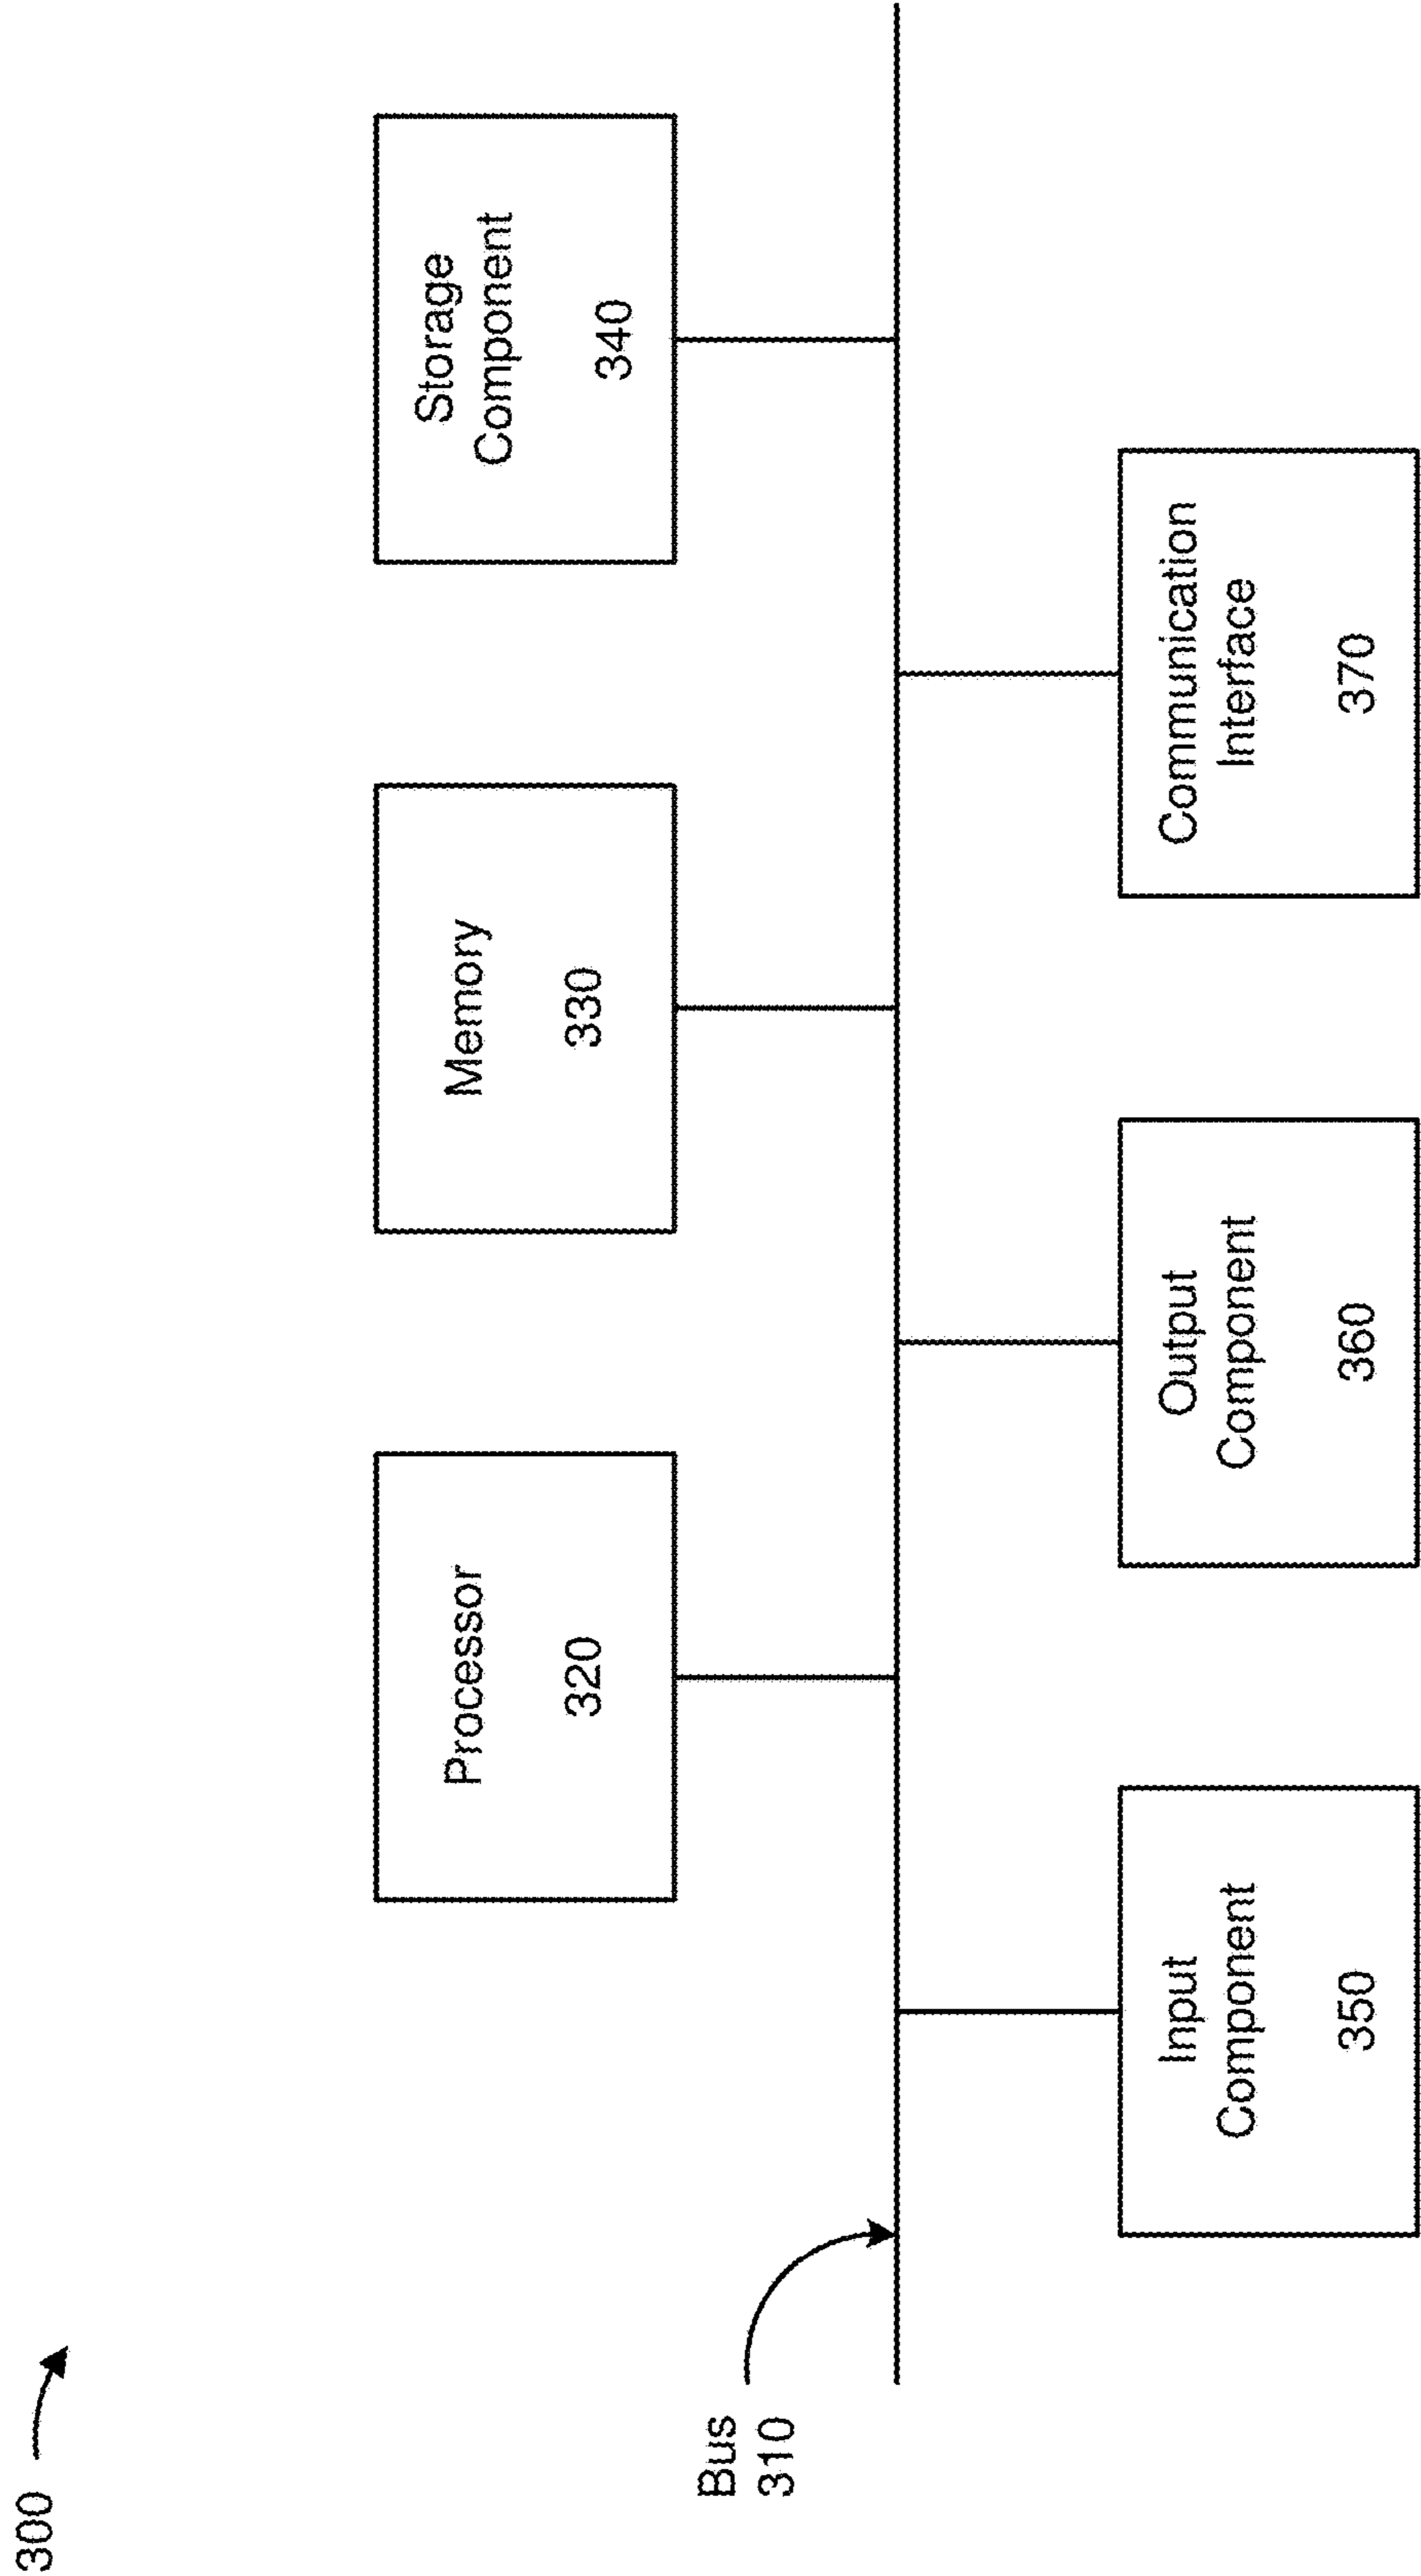 300
Bus
310
Processor
320
Memory
330
Storage
Component
340
Input
Component
350
Output
Component
360
Communication
Interface
370